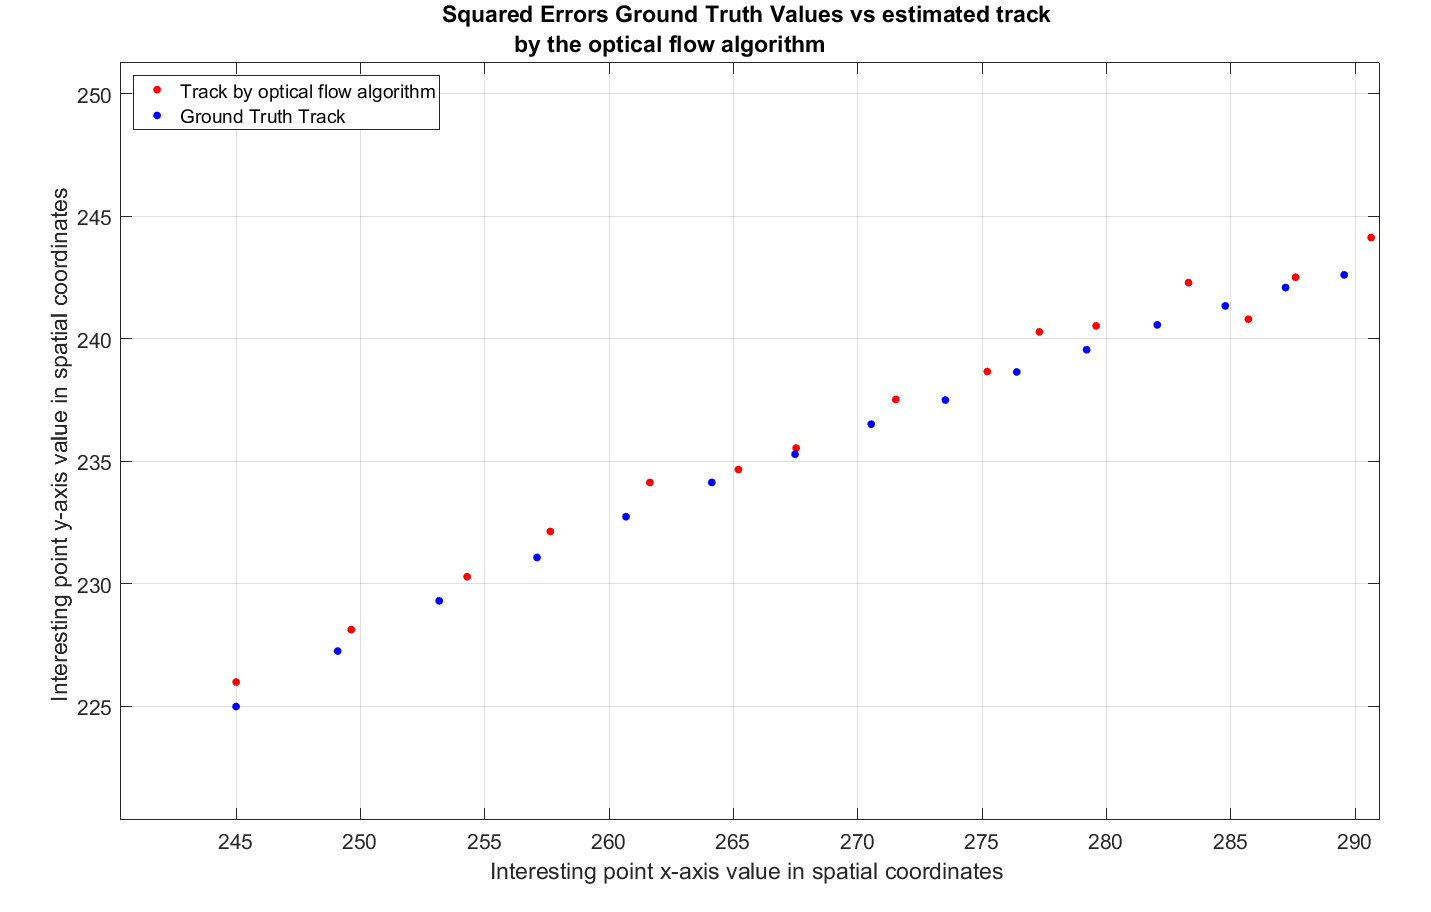 Squared Errors Ground Truth Values vs estimated track
by the optical flow algorithm
Track by optical flow algorithm
Ground Truth Track
Interesting point y-axis value in spatial coordinates
250
245
240
235
230
225
245 250 255 260 265 270 275 280 285 290
Interesting point x-axis value in spatial coordinates